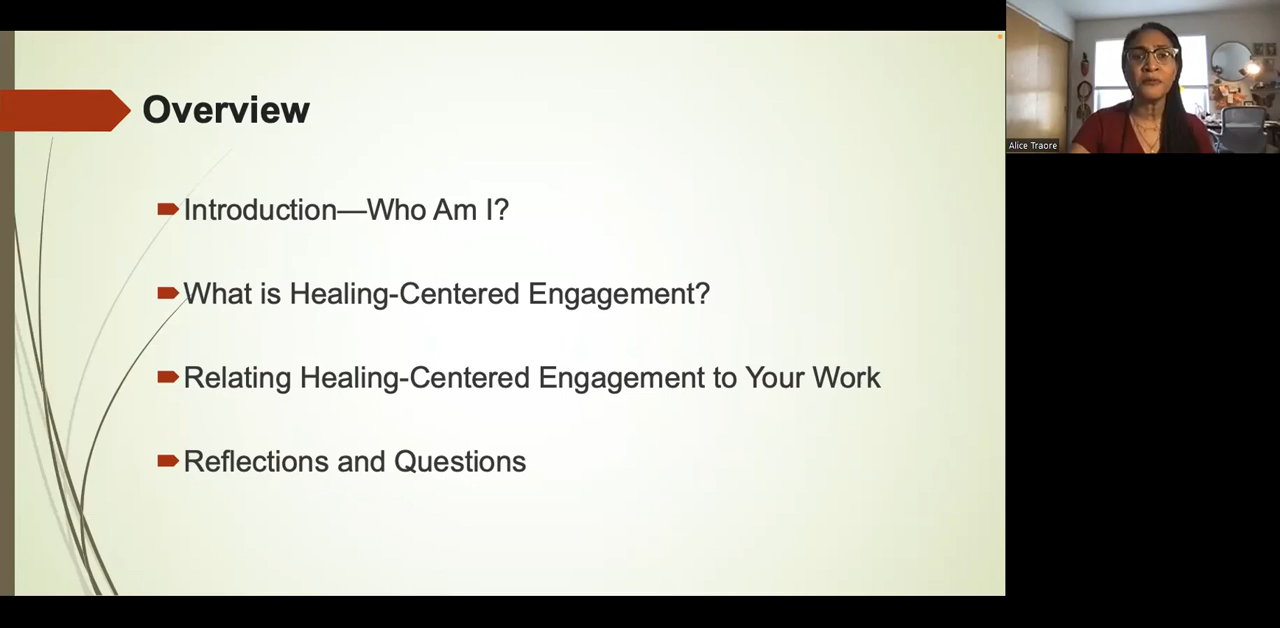 Overview
Introduction—Who Am I?
What is Healing-Centered Engagement?
Relating Healing-Centered Engagement to Your Work
Reflections and Questions
Alice Traore